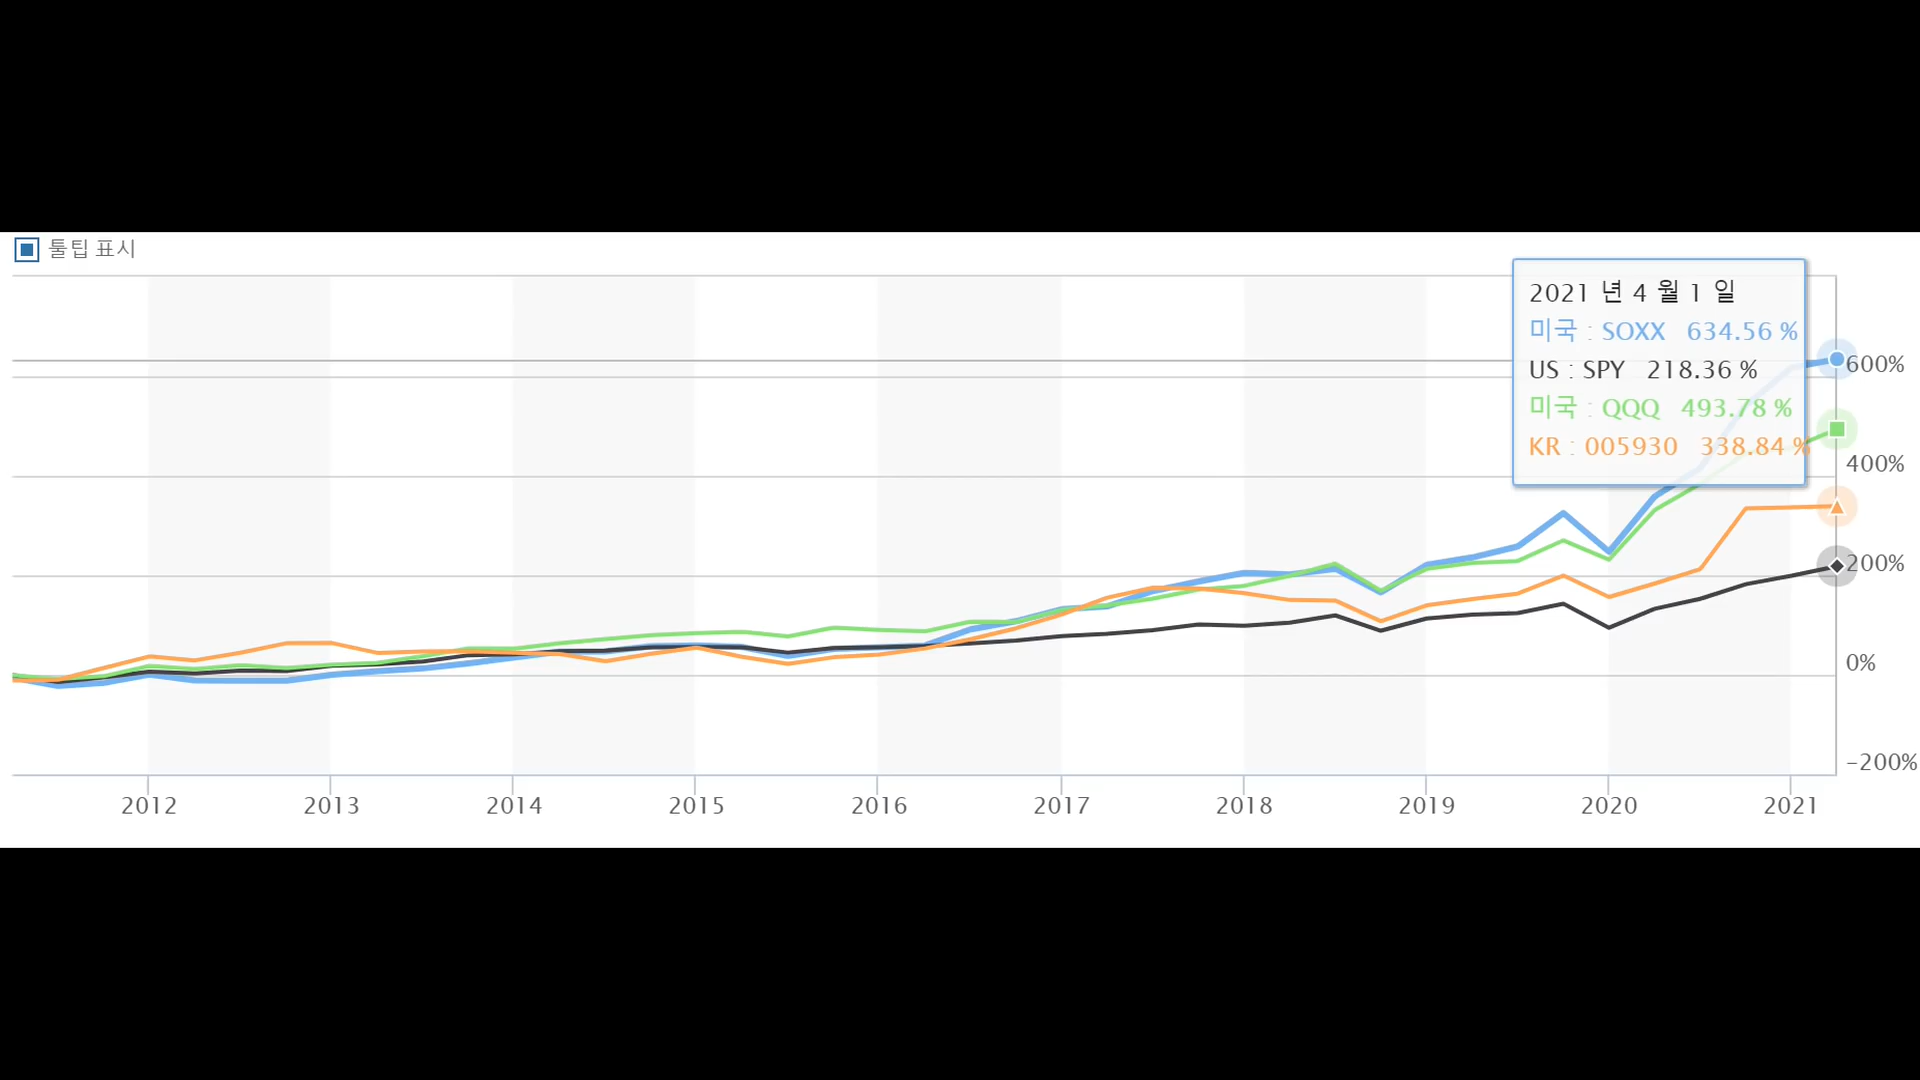 툴팁 표시
2021 년 4 월 1 일
미국 : SOXX 634.56 %
US : SPY 218.36 %
미국 : QQQ 493.78 %
KR : 005930 338.84 %
600%
400%
200%
0%
-200%
2012 2013 2014 2015 2016 2017 2018 2019 2020 2021